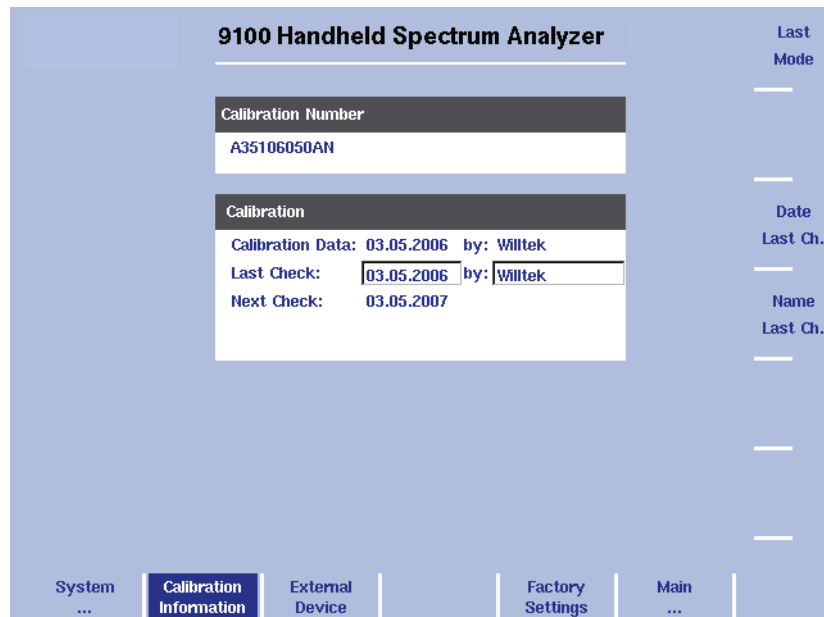 9100 Handheld Spectrum Analyzer
Last
Mode
Calibration Number
A35106050AN
Calibration
Calibration Data: 03.05.2006 by: Willtek
Last Check: 03.05.2006 by: Willtek
Next Check: 03.05.2007
Date
Last Ch.
Name
Last Ch.
System
...
Calibration
Information
External
Device
Factory
Settings
Main
...